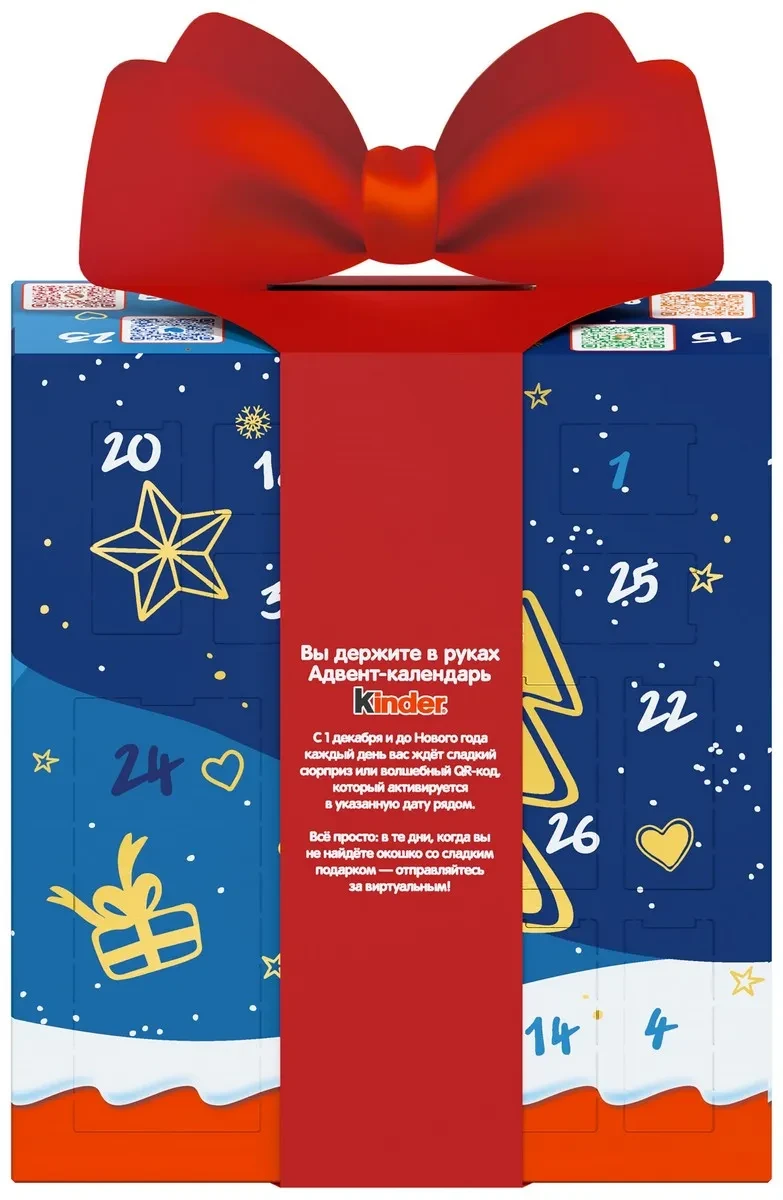 23
15
20
1
25
22
24
26
14
4
Вы держите в руках
Адвент-календарь
Kinder
С 1 декабря и до Нового года
каждый день вас ждёт сладкий
сюрприз или волшебный QR-код,
который активируется
в указанную дату рядом.
Всё просто: в те дни, когда вы
не найдёте окошко со сладким
подарком — отправляйтесь
за виртуальным!